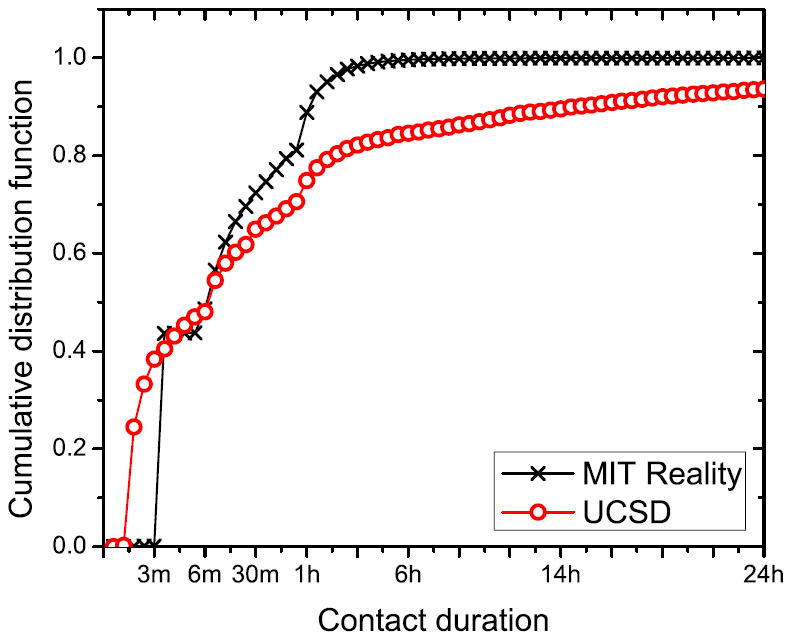 Cumulative distribution function
1.0
0.8
0.6
0.4
0.2
0.0
MIT Reality
UCSD
3m 6m 30m 1h 6h 14h 24h
Contact duration